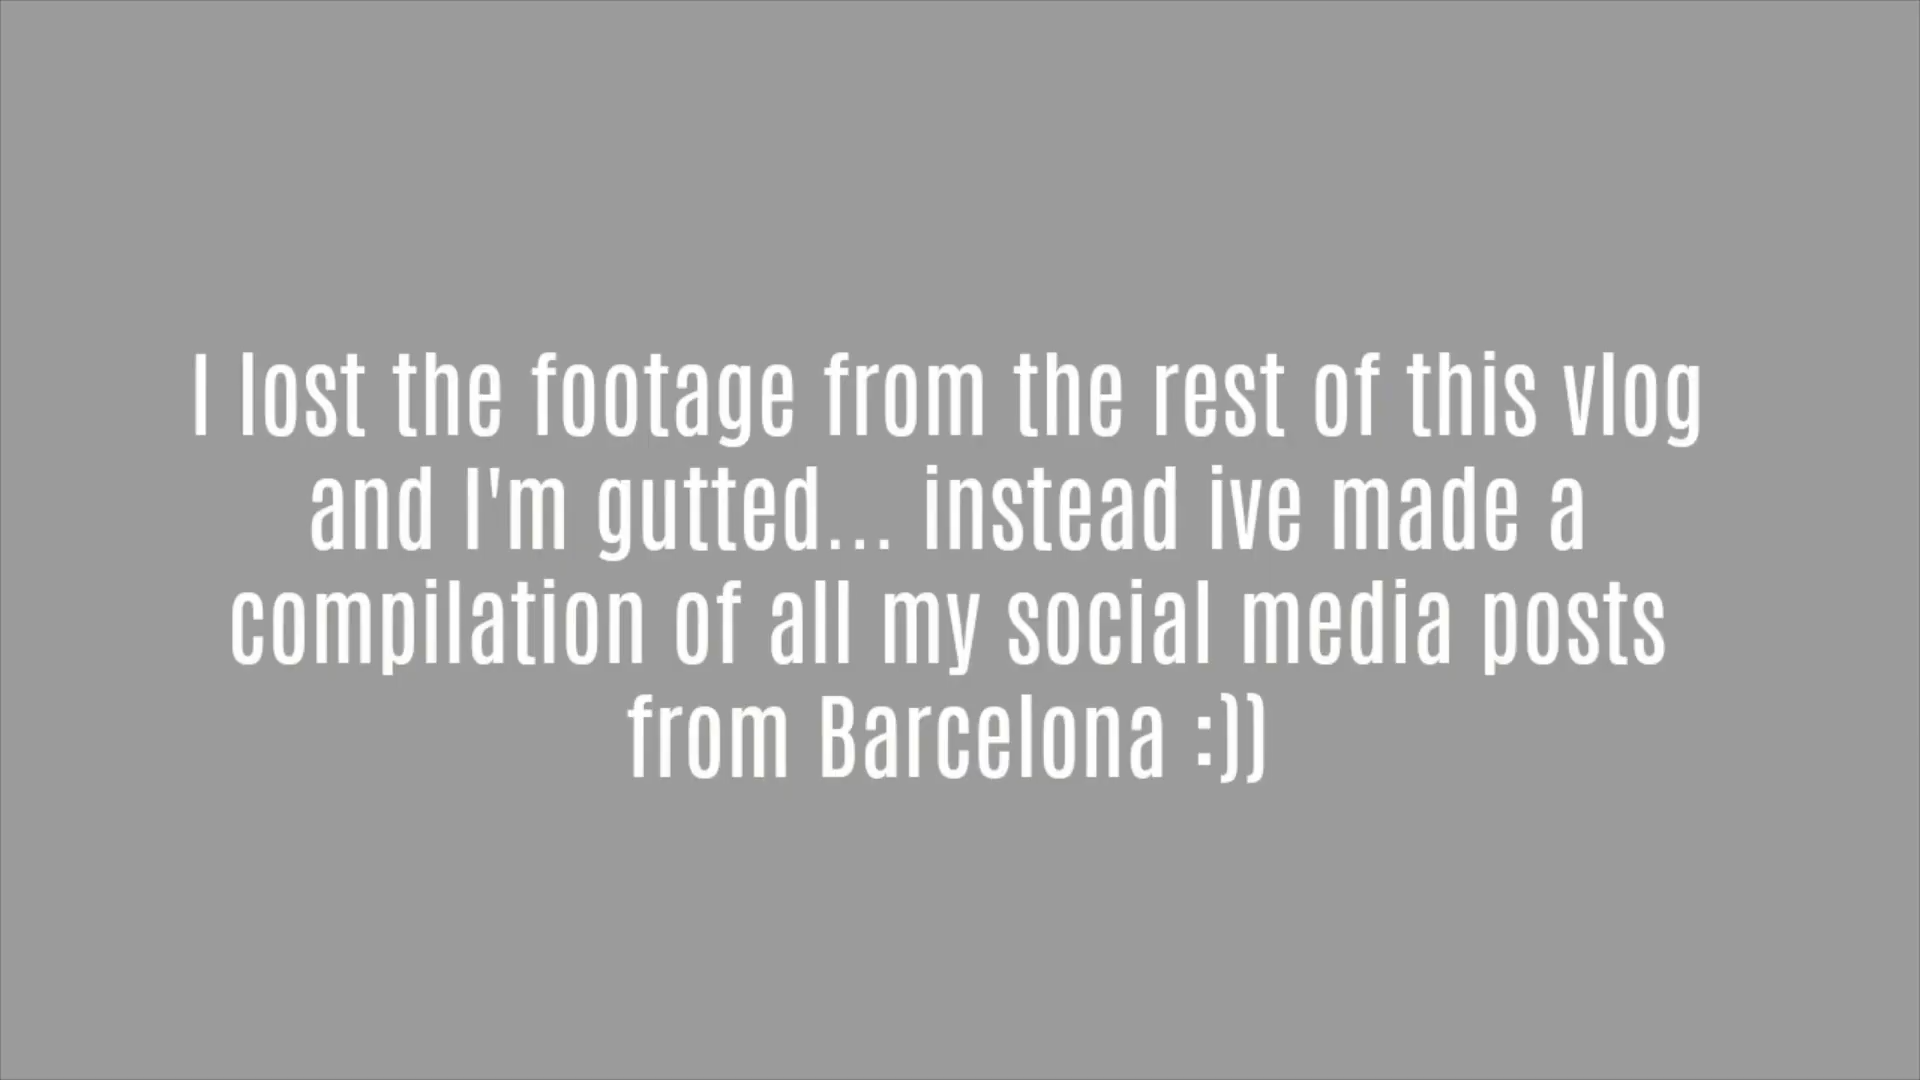 I lost the footage from the rest of this vlog
and I'm gutted... instead ive made a
compilation of all my social media posts
from Barcelona :))